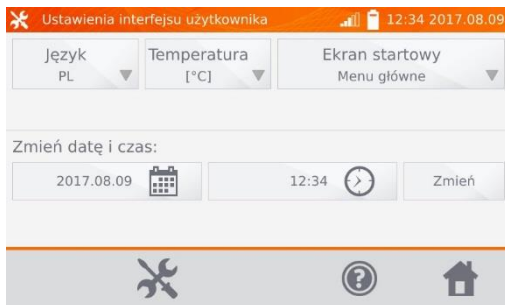 Ustawienia interfejsu użytkownika 12:34 2017.08.09
Język Temperatura Ekran startowy
PL [°C] Menu główne
Zmień datę i czas:
2017.08.09 12:34 Zmień